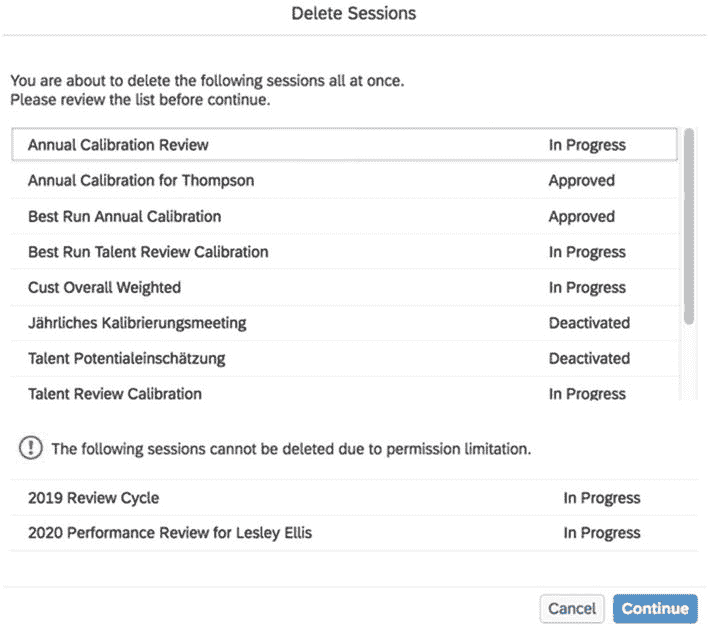 Delete Sessions
You are about to delete the following sessions all at once.
Please review the list before continue.
Annual Calibration Review In Progress
Annual Calibration for Thompson Approved
Best Run Annual Calibration Approved
Best Run Talent Review Calibration In Progress
Cust Overall Weighted In Progress
Jährliches Kalibrierungsmeeting Deactivated
Talent Potentialeinschätzung Deactivated
Talent Review Calibration In Progress
The following sessions cannot be deleted due to permission limitation.
2019 Review Cycle In Progress
2020 Performance Review for Lesley Ellis In Progress
Cancel Continue